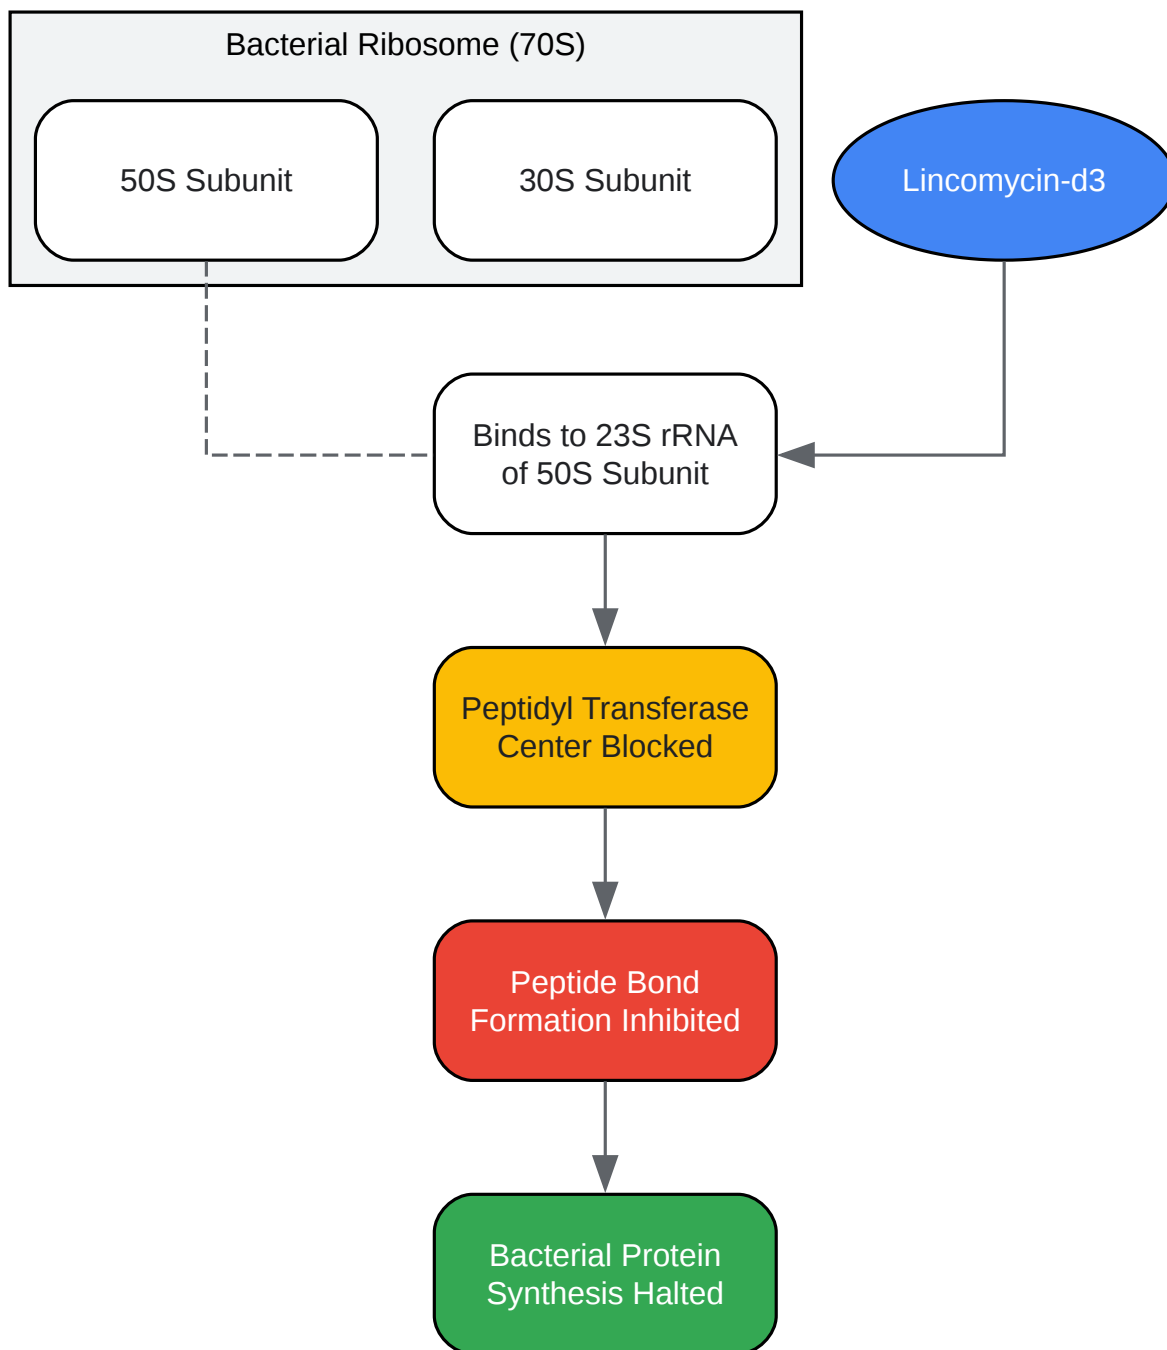 Bacterial Ribosome (70S)
50S Subunit
30S Subunit
Lincomycin-d3
Binds to 23S rRNA
of 50S Subunit
Peptidyl Transferase
Center Blocked
Peptide Bond
Formation Inhibited
Bacterial Protein
Synthesis Halted